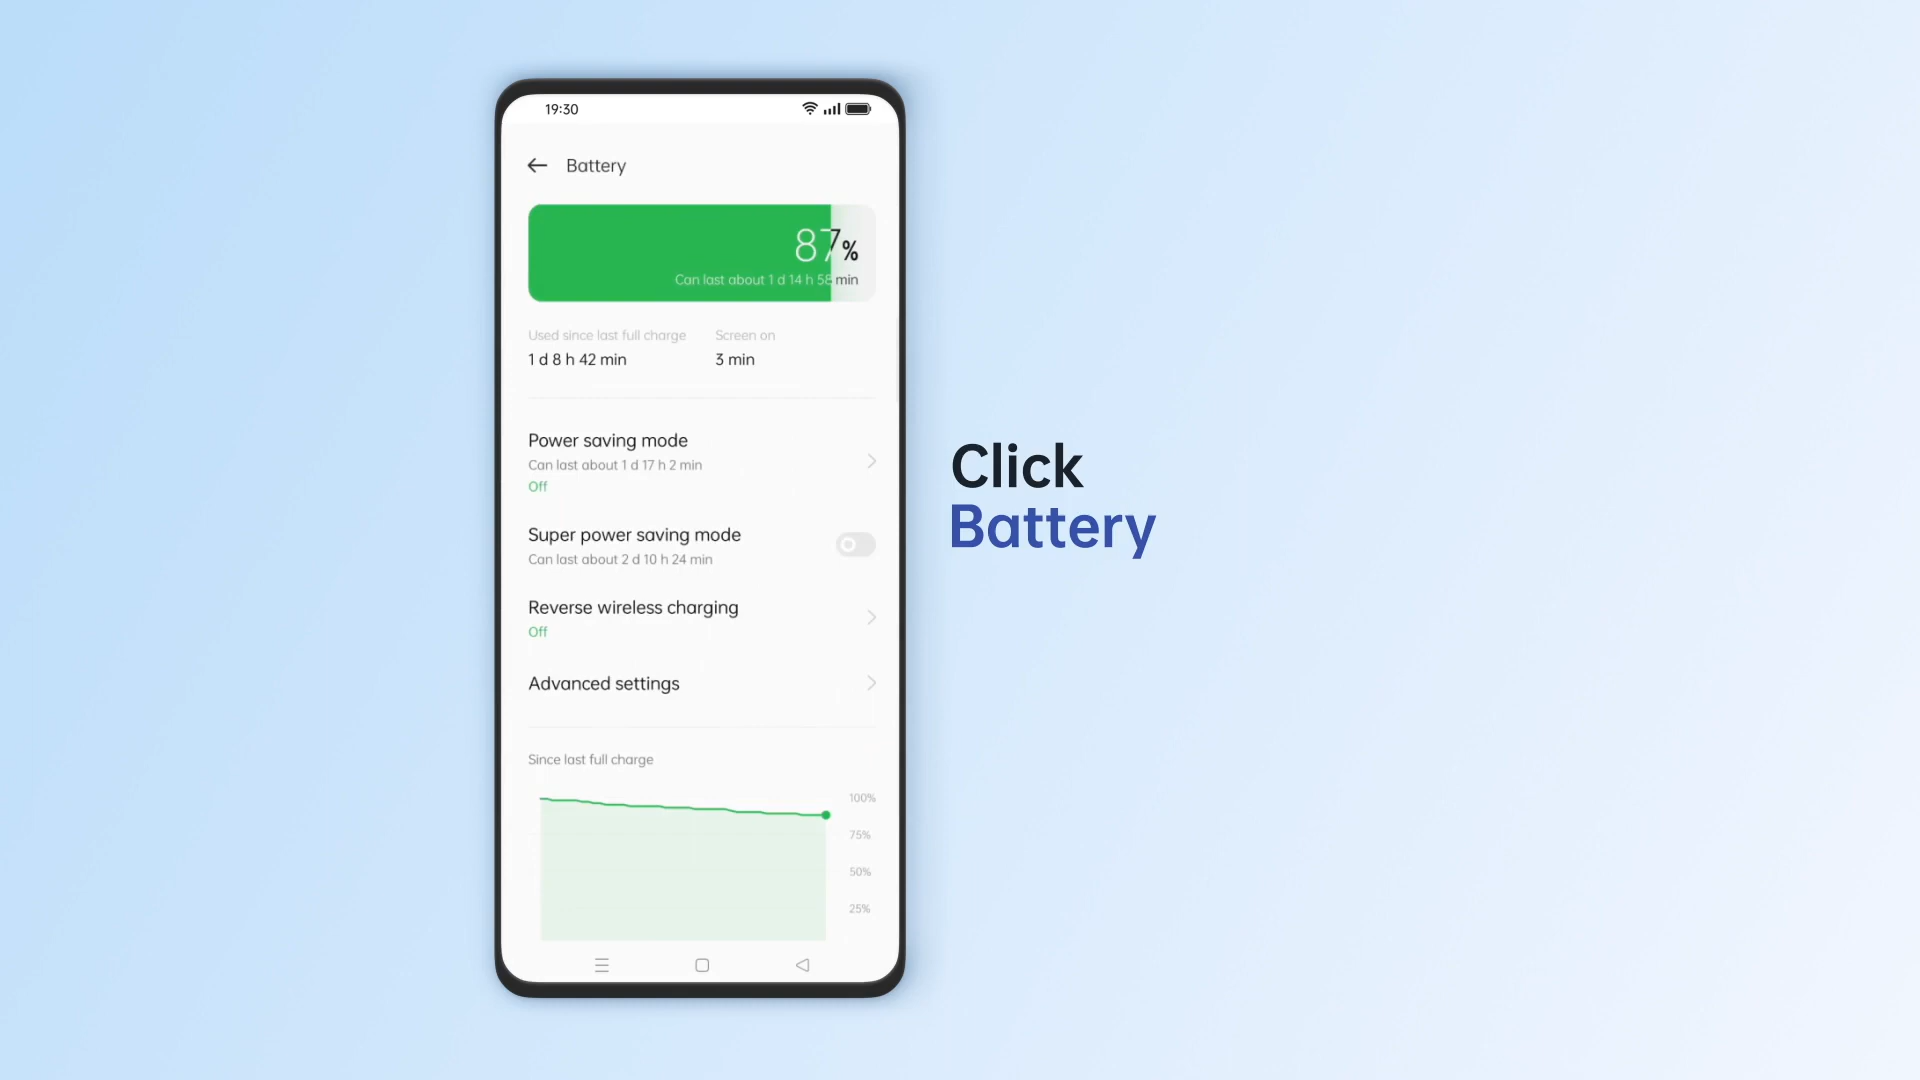 19:30
Battery
87%
Can last about 1 d 14 h 58 min
Used since last full charge
Screen on
1 d 8 h 42 min
3 min
Power saving mode
Can last about 1 d 17 h 2 min
Off
Super power saving mode
Can last about 2 d 10 h 24 min
Reverse wireless charging
Off
Advanced settings
Since last full charge
100%
75%
50%
25%
Click
Battery